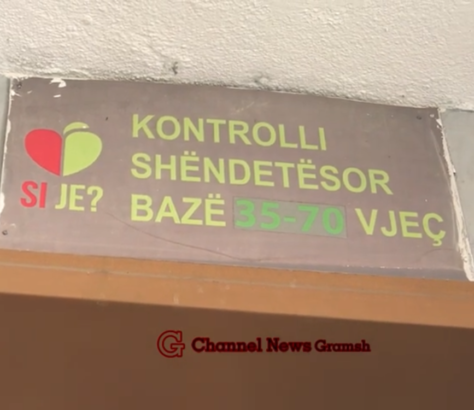 KONTROLLI
SHËNDETËSOR
BAZË 35-70 VJEÇ
SI JE?
Channel News Gramsh